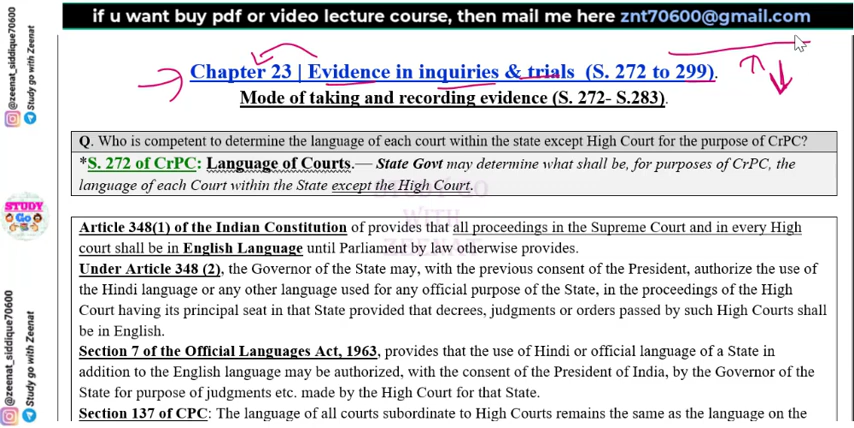 if u want buy pdf or video lecture course, then mail me here znt70600@gmail.com
@zeenat_siddique70600
Study go with Zeenat
Chapter 23 | Evidence in inquiries & trials (S. 272 to 299).
Mode of taking and recording evidence (S. 272- S.283).
Q. Who is competent to determine the language of each court within the state except High Court for the purpose of CrPC?
*S. 272 of CrPC: Language of Courts.— State Govt may determine what shall be, for purposes of CrPC, the
language of each Court within the State except the High Court.
STUDY GO
WITH
ZEENAT
STUDY
Go
Article 348(1) of the Indian Constitution of provides that all proceedings in the Supreme Court and in every High
court shall be in English Language until Parliament by law otherwise provides.
Under Article 348 (2), the Governor of the State may, with the previous consent of the President, authorize the use of
the Hindi language or any other language used for any official purpose of the State, in the proceedings of the High
Court having its principal seat in that State provided that decrees, judgments or orders passed by such High Courts shall
be in English.
Section 7 of the Official Languages Act, 1963, provides that the use of Hindi or official language of a State in
addition to the English language may be authorized, with the consent of the President of India, by the Governor of the
State for purpose of judgments etc. made by the High Court for that State.
Section 137 of CPC: The language of all courts subordinate to High Courts remains the same as the language on the
@zeenat_siddique70600
Study go with Zeenat